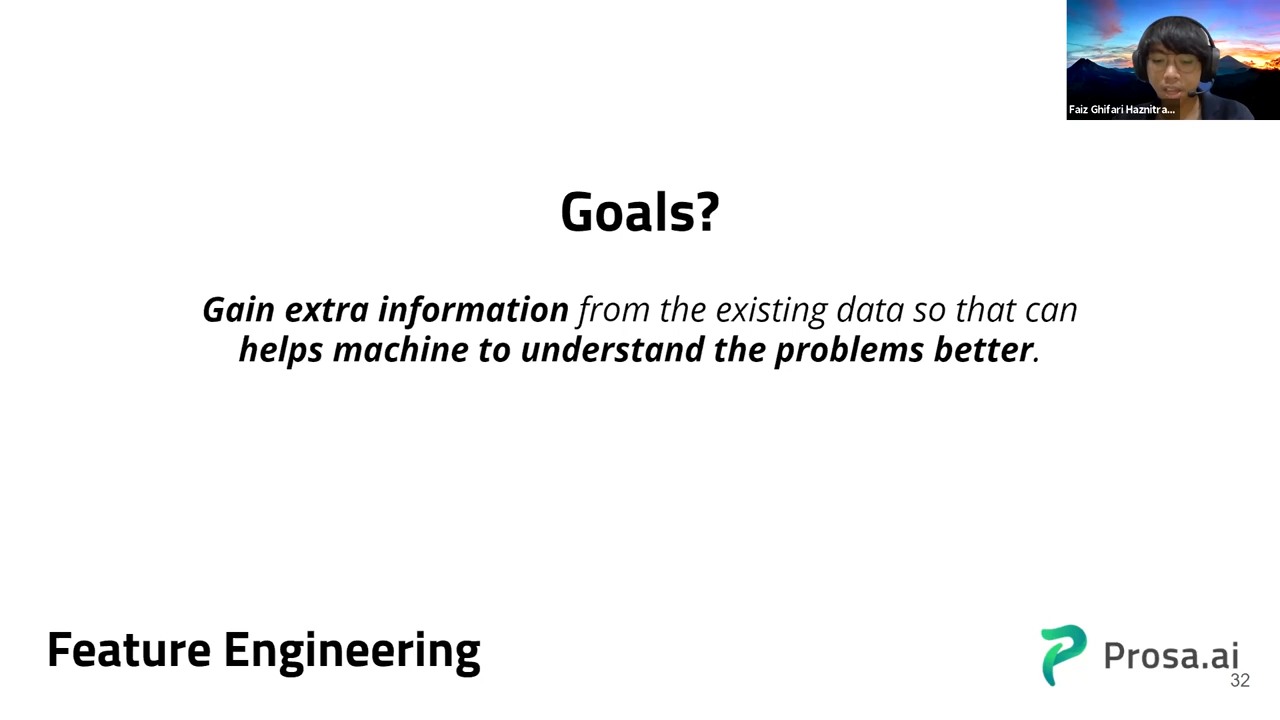 Faiz Ghifari Haznitra...
Goals?
Gain extra information from the existing data so that can
helps machine to understand the problems better.
Feature Engineering
Prosa.ai
32